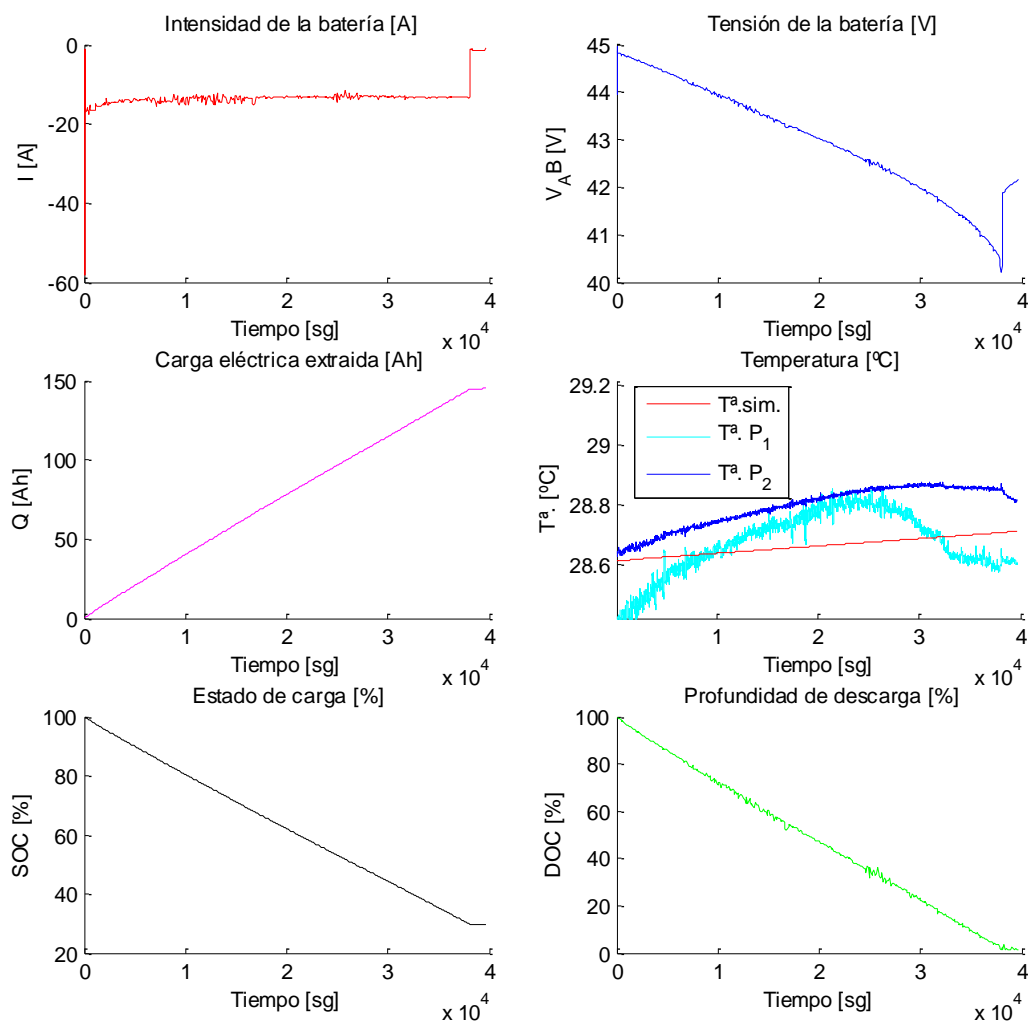 Intensidad de la batería [A]
0
-20
-40
-60
I [A]
0 1 2 3 4
Tiempo [sg]
x 10^4
Tensión de la batería [V]
45
44
43
42
41
40
V_AB [V]
0 1 2 3 4
Tiempo [sg]
x 10^4
Carga eléctrica extraida [Ah]
150
100
50
0
Q [Ah]
0 1 2 3 4
Tiempo [sg]
x 10^4
Temperatura [ºC]
29.2
29
28.8
28.6
Tª. [ºC]
Tª.sim.
Tª. P_1
Tª. P_2
0 1 2 3 4
Tiempo [sg]
x 10^4
Estado de carga [%]
100
80
60
40
20
SOC [%]
0 1 2 3 4
Tiempo [sg]
x 10^4
Profundidad de descarga [%]
100
80
60
40
20
0
DOC [%]
0 1 2 3 4
Tiempo [sg]
x 10^4